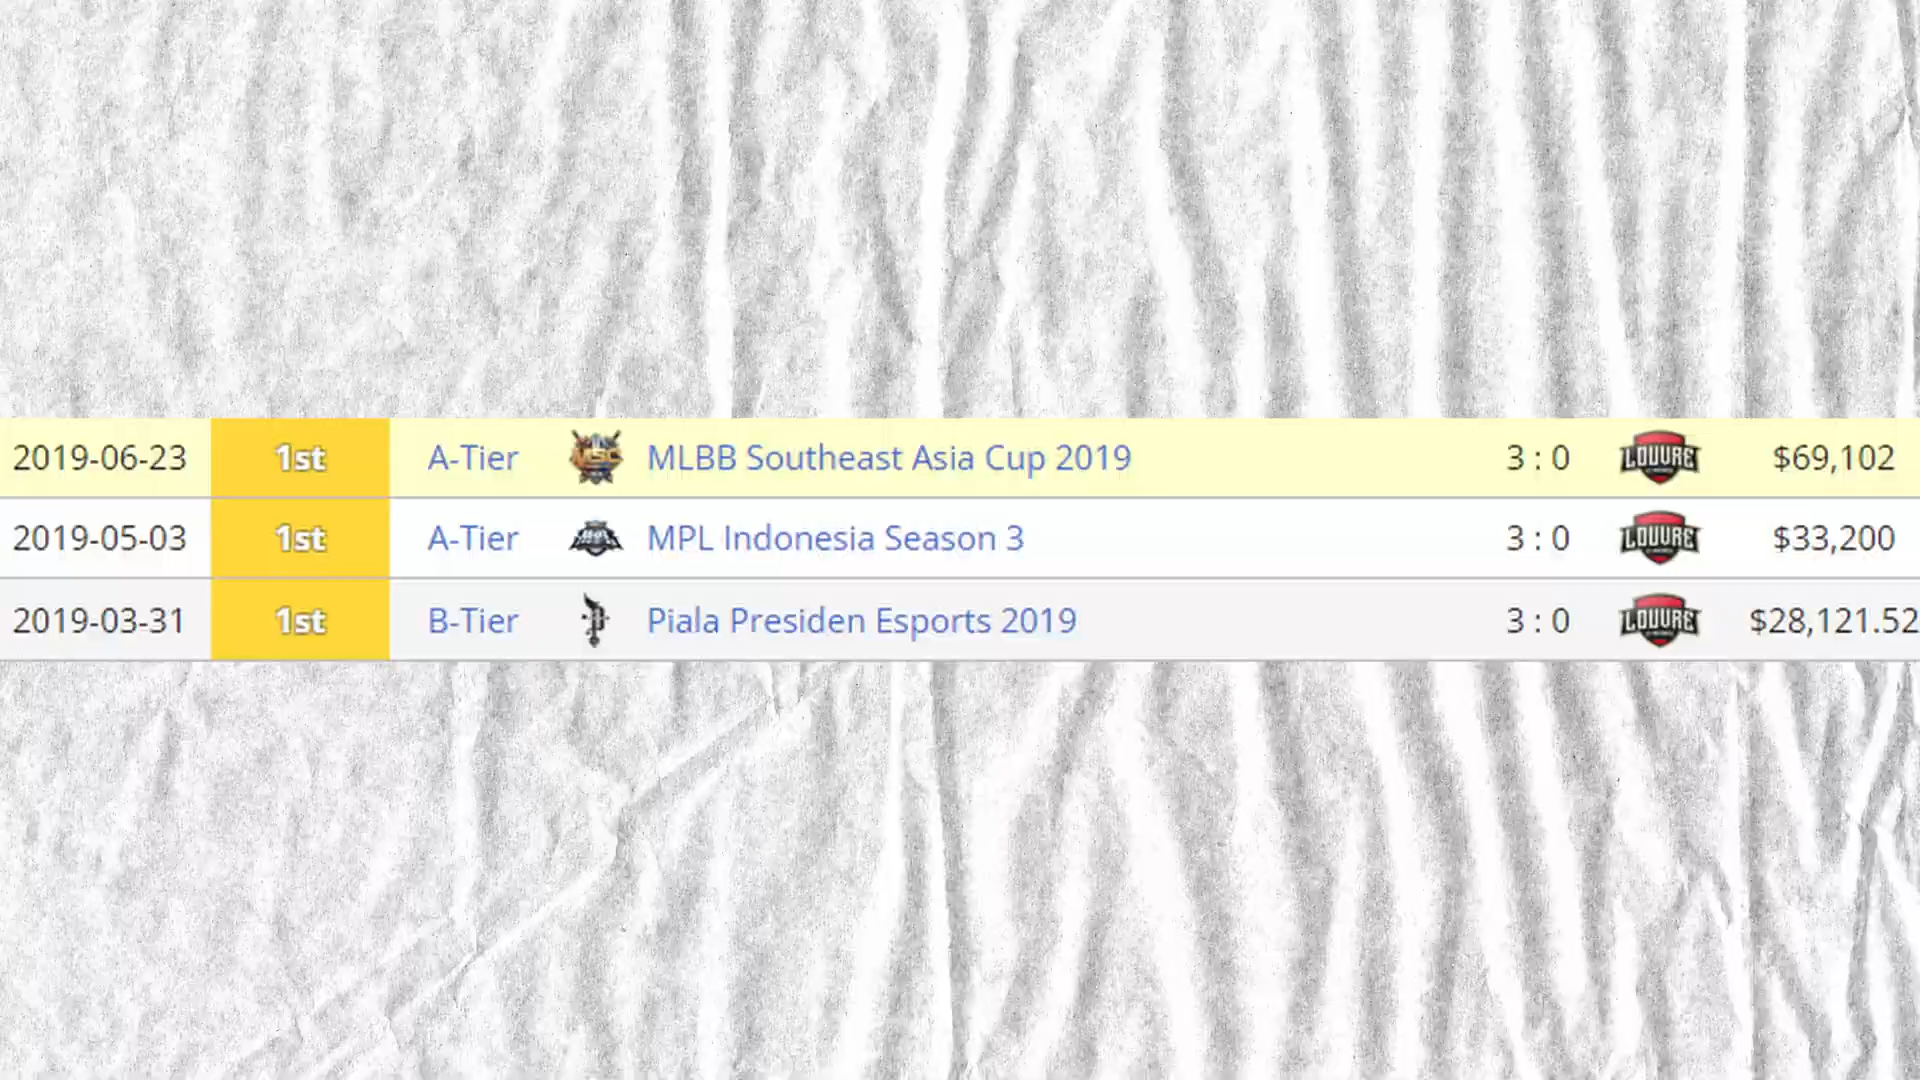 2019-06-23 1st A-Tier MLBB Southeast Asia Cup 2019 3 : 0 LOUVRE $69,102
2019-05-03 1st A-Tier MPL Indonesia Season 3 3 : 0 LOUVRE $33,200
2019-03-31 1st B-Tier Piala Presiden Esports 2019 3 : 0 LOUVRE $28,121.52